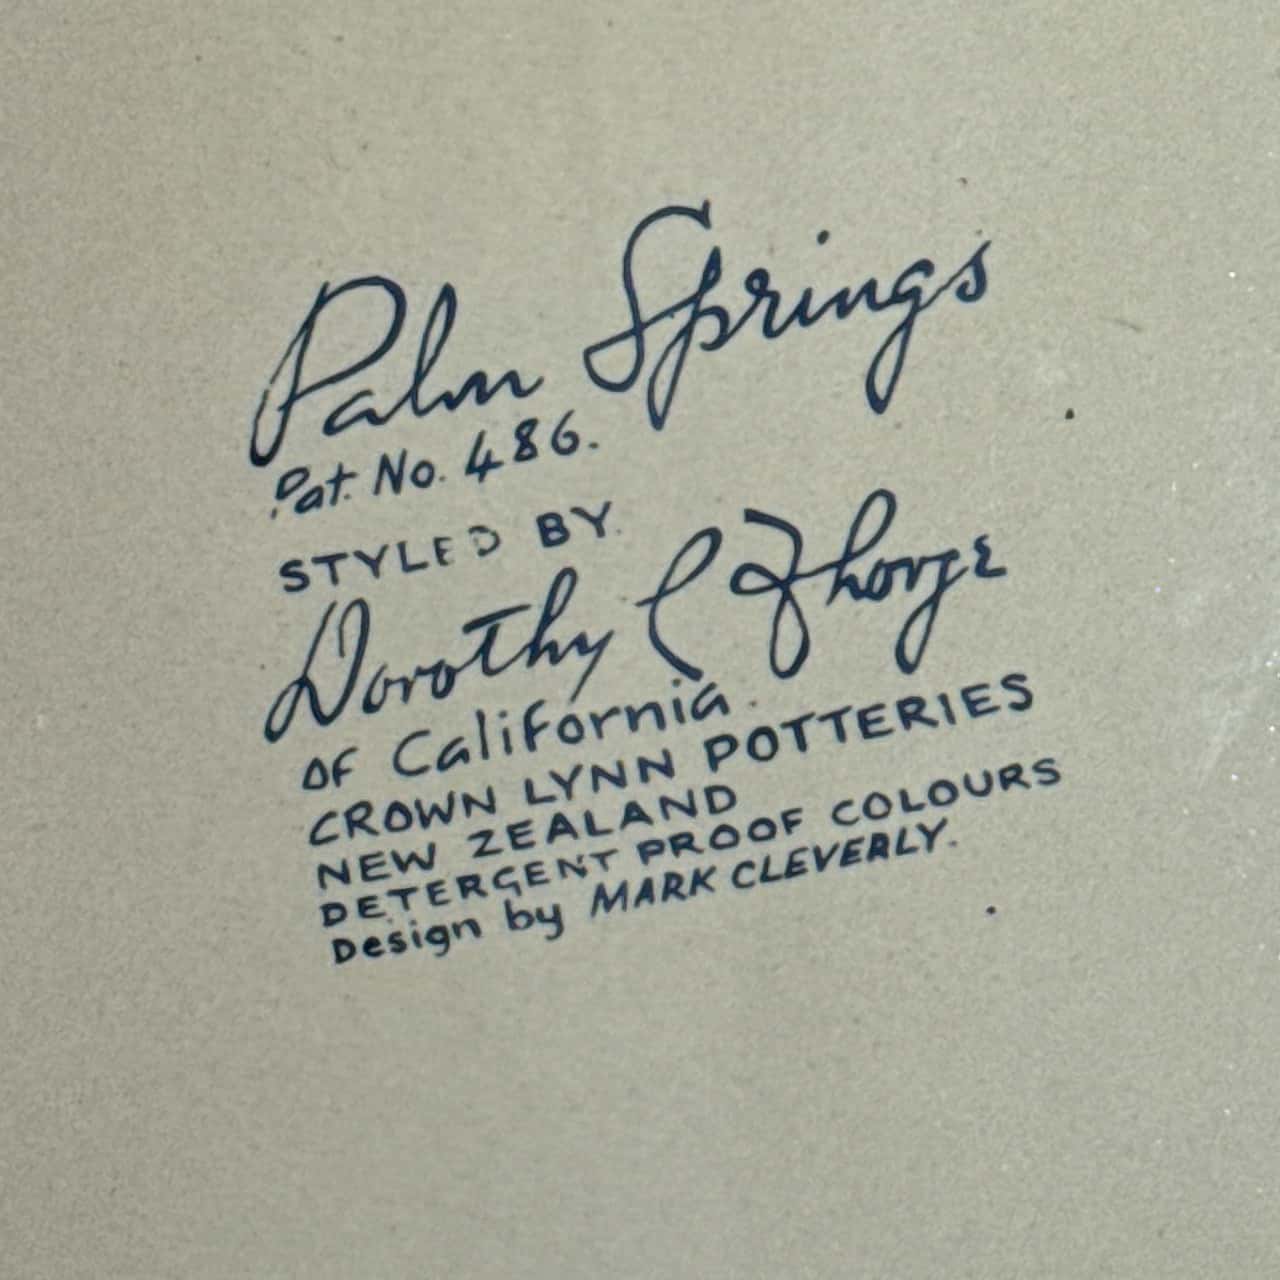 Palm Springs
Pat. No. 486.
STYLED BY
Dorothy C Thorpe
OF California.
CROWN LYNN POTTERIES
NEW ZEALAND
DETERGENT PROOF COLOURS
Design by MARK CLEVERLY.